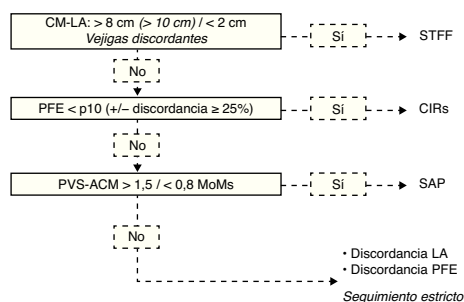 CM-LA: > 8 cm (> 10 cm) / < 2 cm
Vejigas discordantes
Sí
STFF
No
PFE < p10 (+/– discordancia ≥ 25%)
Sí
CIRs
No
PVS-ACM > 1,5 / < 0,8 MoMs
Sí
SAP
No
• Discordancia LA
• Discordancia PFE
Seguimiento estricto